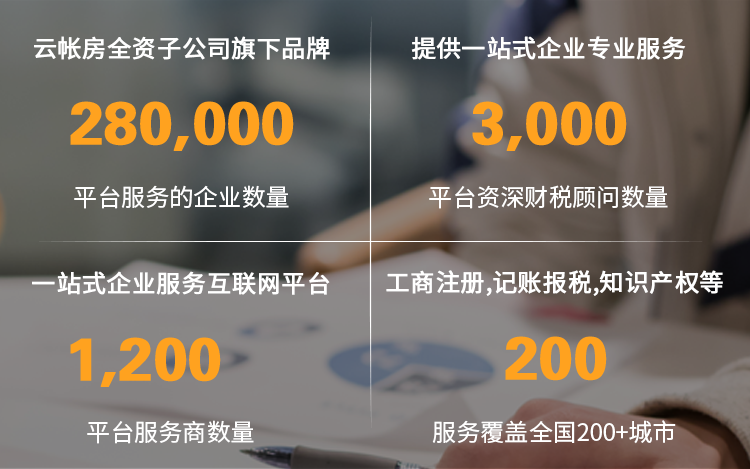 云帐房全资子公司旗下品牌
280,000
平台服务的企业数量
提供一站式企业专业服务
3,000
平台资深财税顾问数量
一站式企业服务互联网平台
1,200
平台服务商数量
工商注册,记账报税,知识产权等
200
服务覆盖全国200+城市